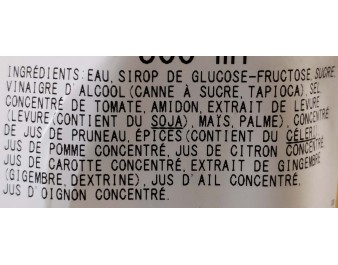 500 ml
INGRÉDIENTS:EAU, SIROP DE GLUCOSE-FRUCTOSE, SUCRE,
VINAIGRE D'ALCOOL (CANNE À SUCRE, TAPIOCA), SEL,
CONCENTRÉ DE TOMATE, AMIDON, EXTRAIT DE LEVURE
(LEVURE (CONTIENT DU SOJA), MAÏS, PALME), CONCENTRÉ
DE JUS DE PRUNEAU, ÉPICES (CONTIENT DU CÉLERI),
JUS DE POMME CONCENTRÉ, JUS DE CITRON CONCENTRÉ,
JUS DE CAROTTE CONCENTRÉ, EXTRAIT DE GINGEMBRE
(GIGEMBRE, DEXTRINE), JUS D'AIL CONCENTRÉ,
JUS D'OIGNON CONCENTRÉ.